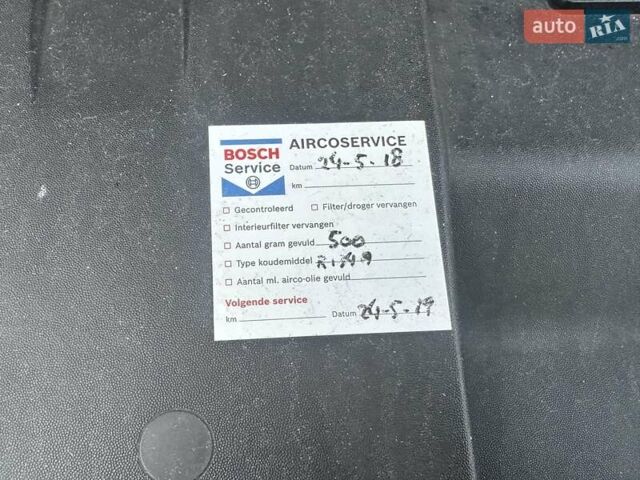 auto RIA.com
BOSCH
Service
AIRCOSERVICE
Datum 24-5-18
km
Gecontroleerd Filter/droger vervangen
Interieurfilter vervangen
Aantal gram gevuld 500
Type koudemiddel
Aantal ml. airco-olie gevuld
Volgende service
km Datum 24-5-19